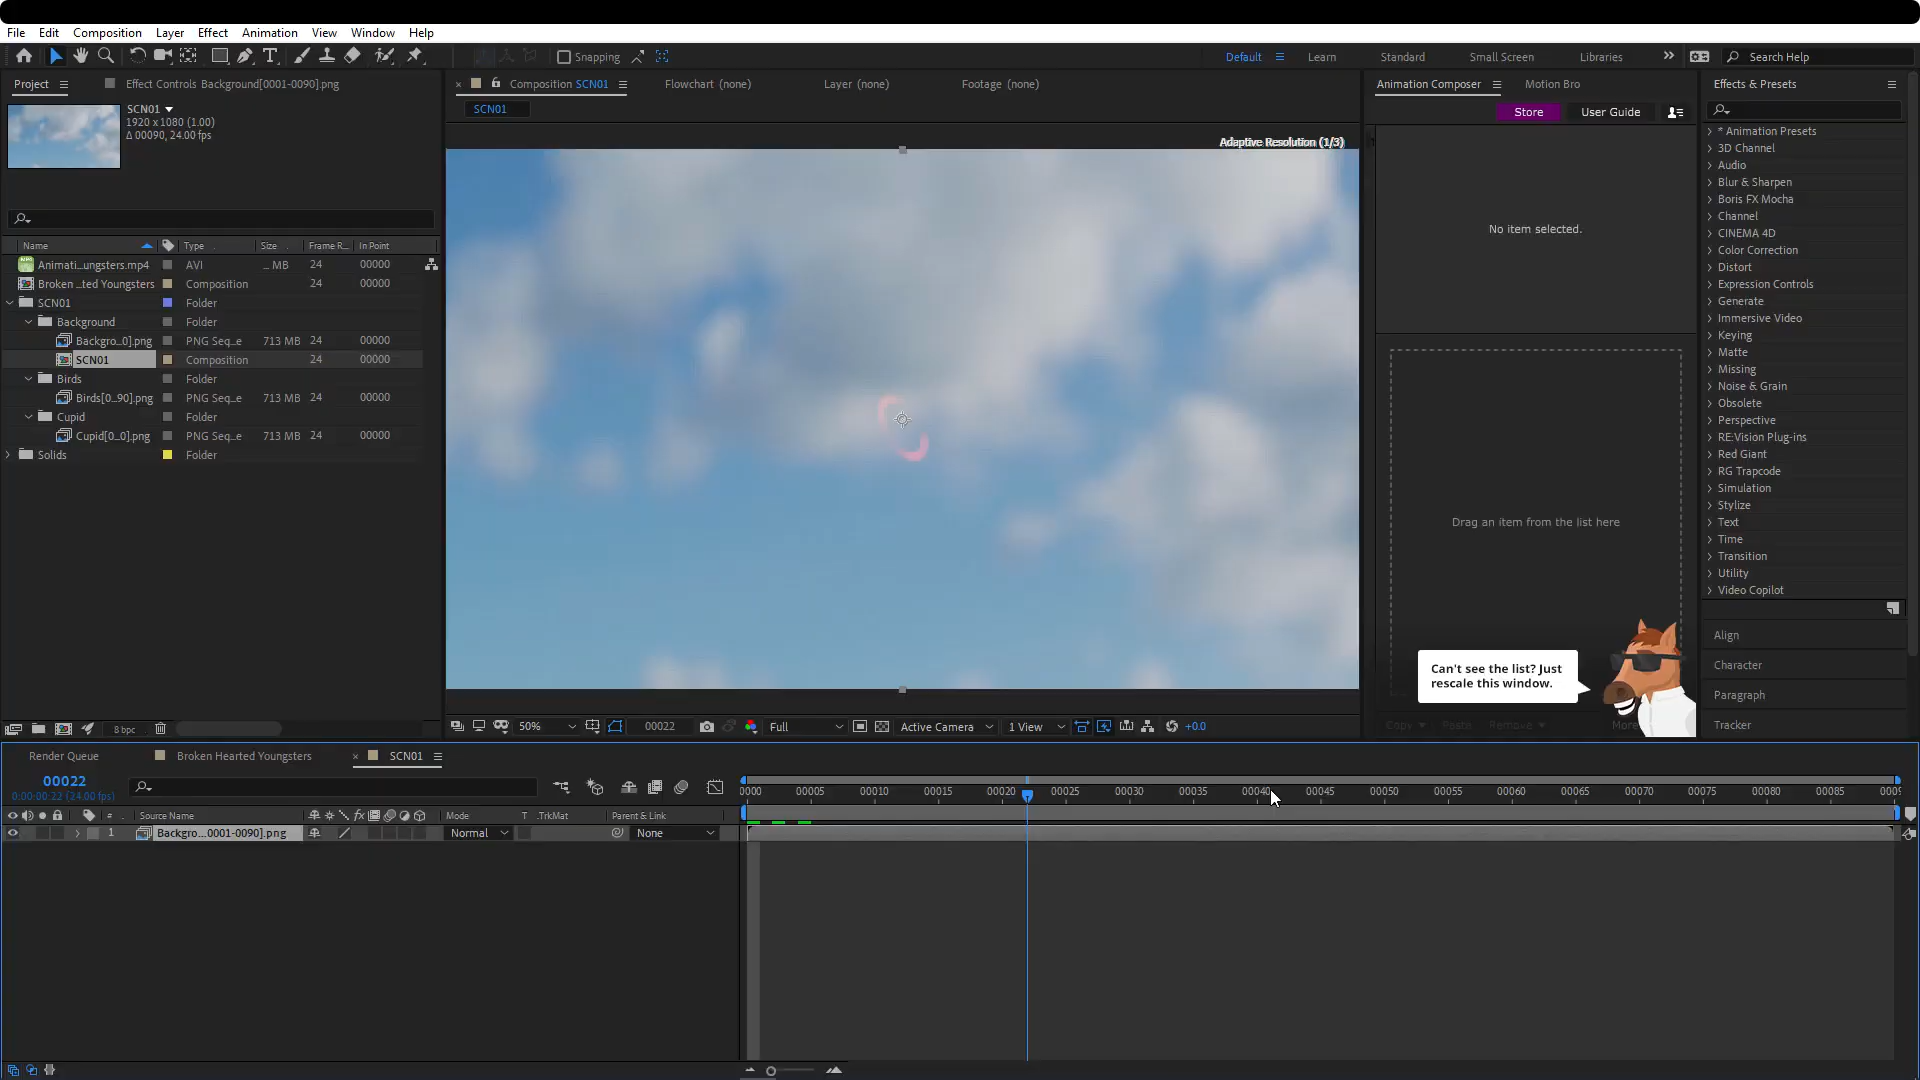 File Edit Composition Layer Effect Animation View Window Help
Snapping
Default Learn Standard Small Screen Libraries Search Help
Project Effect Controls Background[0001-0090].png
SCN01
1920 x 1080 (1.00)
Δ 00090, 24.00 fps
Name Type Size Frame R... In Point
Animati...ungsters.mp4 AVI ... MB 24 00000
Broken ...ted Youngsters Composition 24 00000
SCN01 Folder
Background Folder
Backgro...0].png PNG Seq...e 713 MB 24 00000
SCN01 Composition 24 00000
Birds Folder
Birds[0...90].png PNG Seq...e 713 MB 24 00000
Cupid Folder
Cupid[0...0].png PNG Seq...e 713 MB 24 00000
Solids Folder
8 bpc
Composition SCN01 Flowchart (none) Layer (none) Footage (none)
SCN01
Adaptive Resolution (1/3)
50% 00022 Full Active Camera 1 View +0.0
Animation Composer Motion Bro
Store User Guide
No item selected.
Drag an item from the list here
Can't see the list? Just
rescale this window.
Copy Paste Remove More
Effects & Presets
* Animation Presets
3D Channel
Audio
Blur & Sharpen
Boris FX Mocha
Channel
CINEMA 4D
Color Correction
Distort
Expression Controls
Generate
Immersive Video
Keying
Matte
Missing
Noise & Grain
Obsolete
Perspective
RE:Vision Plug-ins
Red Giant
RG Trapcode
Simulation
Stylize
Text
Time
Transition
Utility
Video Copilot
Align
Character
Paragraph
Tracker
Render Queue Broken Hearted Youngsters SCN01
00022
0:00:00:22 (24.00 fps)
# Source Name fx Mode T .TrkMat Parent & Link
1 Backgro...0001-0090].png Normal None
0000 00005 00010 00015 00020 00025 00030 00035 00040 00045 00050 00055 00060 00065 00070 00075 00080 00085 0009